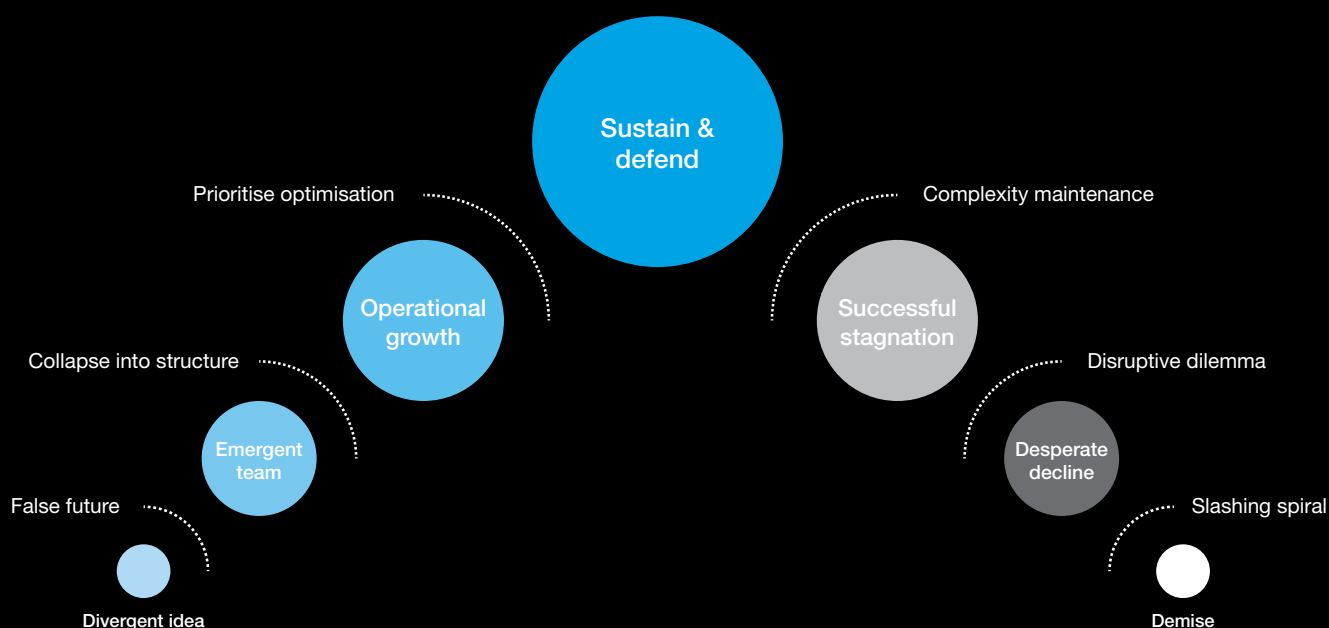 Sustain &
defend
Prioritise optimisation
Complexity maintenance
Operational
growth
Successful
stagnation
Collapse into structure
Disruptive dilemma
Emergent
team
Desperate
decline
False future
Slashing spiral
Divergent idea
Demise